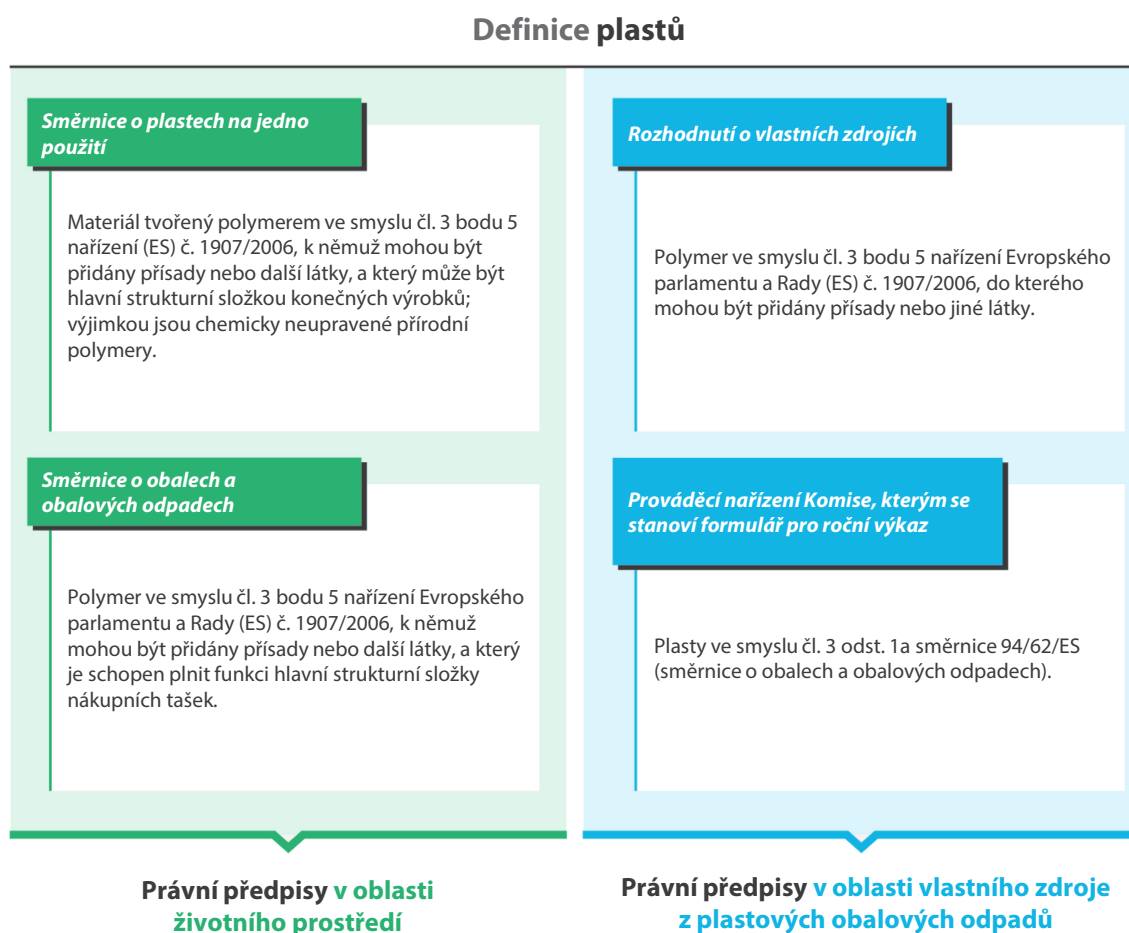 Definice plastů
Směrnice o plastech na jedno
použití
Materiál tvořený polymerem ve smyslu čl. 3 bodu 5
nařízení (ES) č. 1907/2006, k němuž mohou být
přidány přísady nebo další látky, a který může být
hlavní strukturní složkou konečných výrobků;
výjimkou jsou chemicky neupravené přírodní
polymery.
Směrnice o obalech a
obalových odpadech
Polymer ve smyslu čl. 3 bodu 5 nařízení Evropského
parlamentu a Rady (ES) č. 1907/2006, k němuž
mohou být přidány přísady nebo další látky, a který
je schopen plnit funkci hlavní strukturní složky
nákupních tašek.
Právní předpisy v oblasti
životního prostředí
Rozhodnutí o vlastních zdrojích
Polymer ve smyslu čl. 3 bodu 5 nařízení Evropského
parlamentu a Rady (ES) č. 1907/2006, do kterého
mohou být přidány přísady nebo jiné látky.
Prováděcí nařízení Komise, kterým se
stanoví formulář pro roční výkaz
Plasty ve smyslu čl. 3 odst. 1a směrnice 94/62/ES
(směrnice o obalech a obalových odpadech).
Právní předpisy v oblasti vlastního zdroje
z plastových obalových odpadů